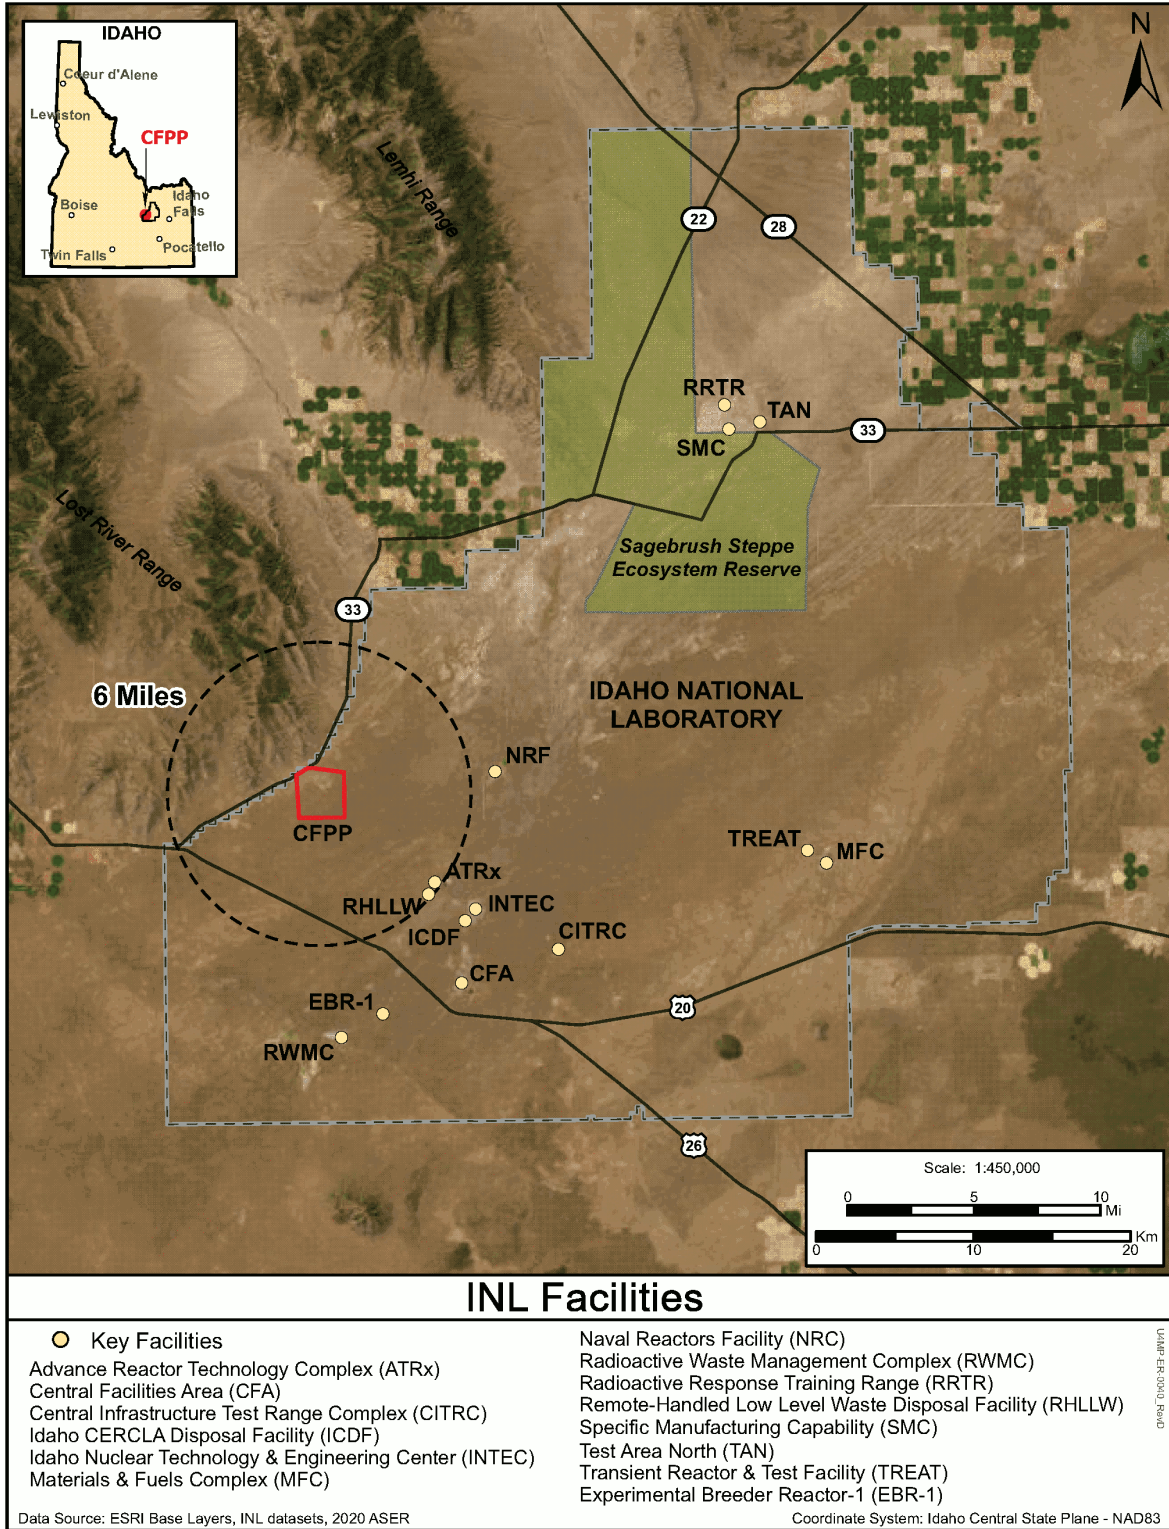 IDAHO
Coeur d'Alene
Lewiston
CFPP
Boise
Idaho
Falls
Twin Falls
Pocatello
N
Lemhi Range
22
28
RRTR
TAN
SMC
33
Lost River Range
Sagebrush Steppe
Ecosystem Reserve
33
6 Miles
IDAHO NATIONAL
LABORATORY
NRF
CFPP
TREAT
MFC
ATRx
RHLLW
INTEC
ICDF
CITRC
CFA
EBR-1
20
RWMC
26
Scale: 1:450,000
0 5 10
Mi
Km
0 10 20
INL Facilities
Key Facilities
Advance Reactor Technology Complex (ATRx)
Central Facilities Area (CFA)
Central Infrastructure Test Range Complex (CITRC)
Idaho CERCLA Disposal Facility (ICDF)
Idaho Nuclear Technology & Engineering Center (INTEC)
Materials & Fuels Complex (MFC)
Naval Reactors Facility (NRC)
Radioactive Waste Management Complex (RWMC)
Radioactive Response Training Range (RRTR)
Remote-Handled Low Level Waste Disposal Facility (RHLLW)
Specific Manufacturing Capability (SMC)
Test Area North (TAN)
Transient Reactor & Test Facility (TREAT)
Experimental Breeder Reactor-1 (EBR-1)
U4MP-ER-0040_RevD
Data Source: ESRI Base Layers, INL datasets, 2020 ASER
Coordinate System: Idaho Central State Plane - NAD83